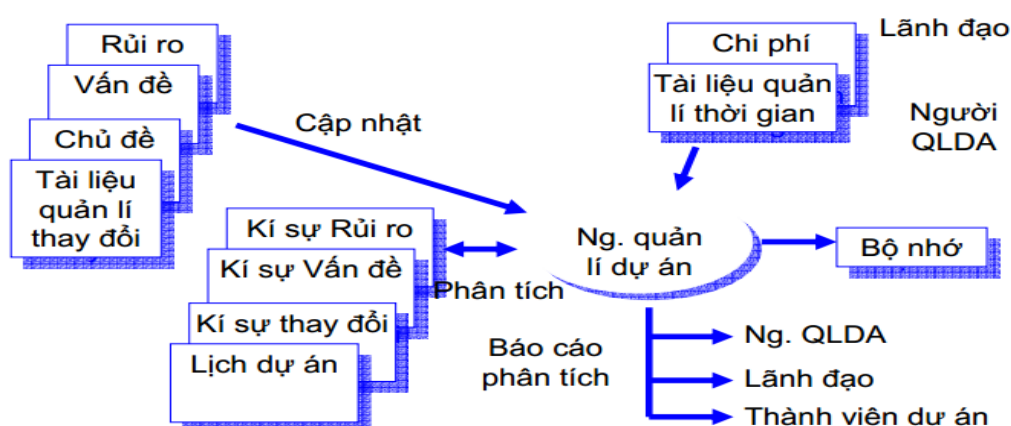 Rủi ro
Vấn đề
Chủ đề
Tài liệu
quản lí
thay đổi
Cập nhật
Chi phí
Tài liệu quản
lí thời gian
Lãnh đạo
Người
QLDA
Kí sự Rủi ro
Kí sự Vấn đề
Kí sự thay đổi
Lịch dự án
Phân tích
Ng. quản
lí dự án
Bộ nhớ
Báo cáo
phân tích
Ng. QLDA
Lãnh đạo
Thành viên dự án